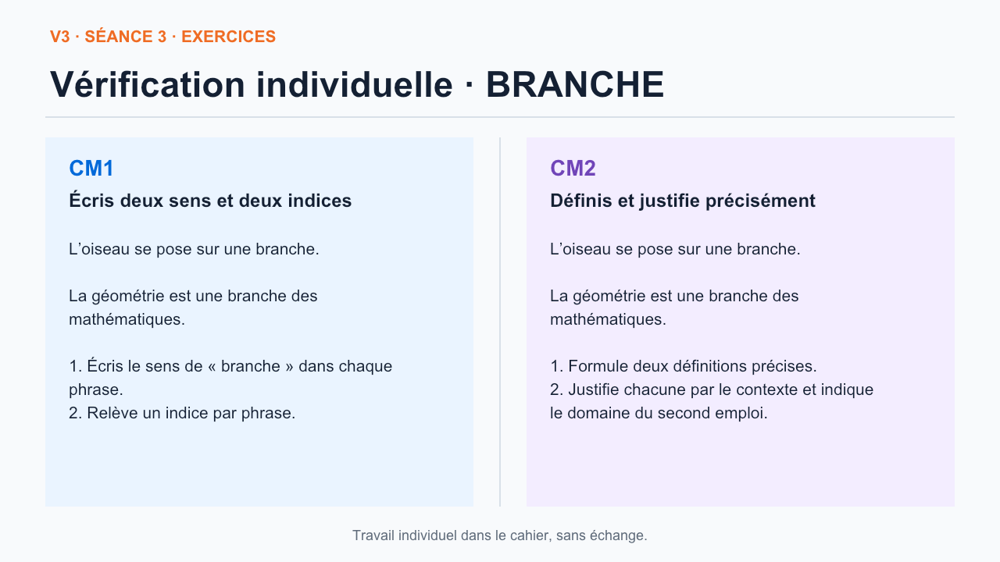 V3 · SÉANCE 3 · EXERCICES
Vérification individuelle · BRANCHE
CM1
Écris deux sens et deux indices
L’oiseau se pose sur une branche.
La géométrie est une branche des
mathématiques.
1. Écris le sens de « branche » dans chaque
phrase.
2. Relève un indice par phrase.
CM2
Définis et justifie précisément
L’oiseau se pose sur une branche.
La géométrie est une branche des
mathématiques.
1. Formule deux définitions précises.
2. Justifie chacune par le contexte et indique
le domaine du second emploi.
Travail individuel dans le cahier, sans échange.